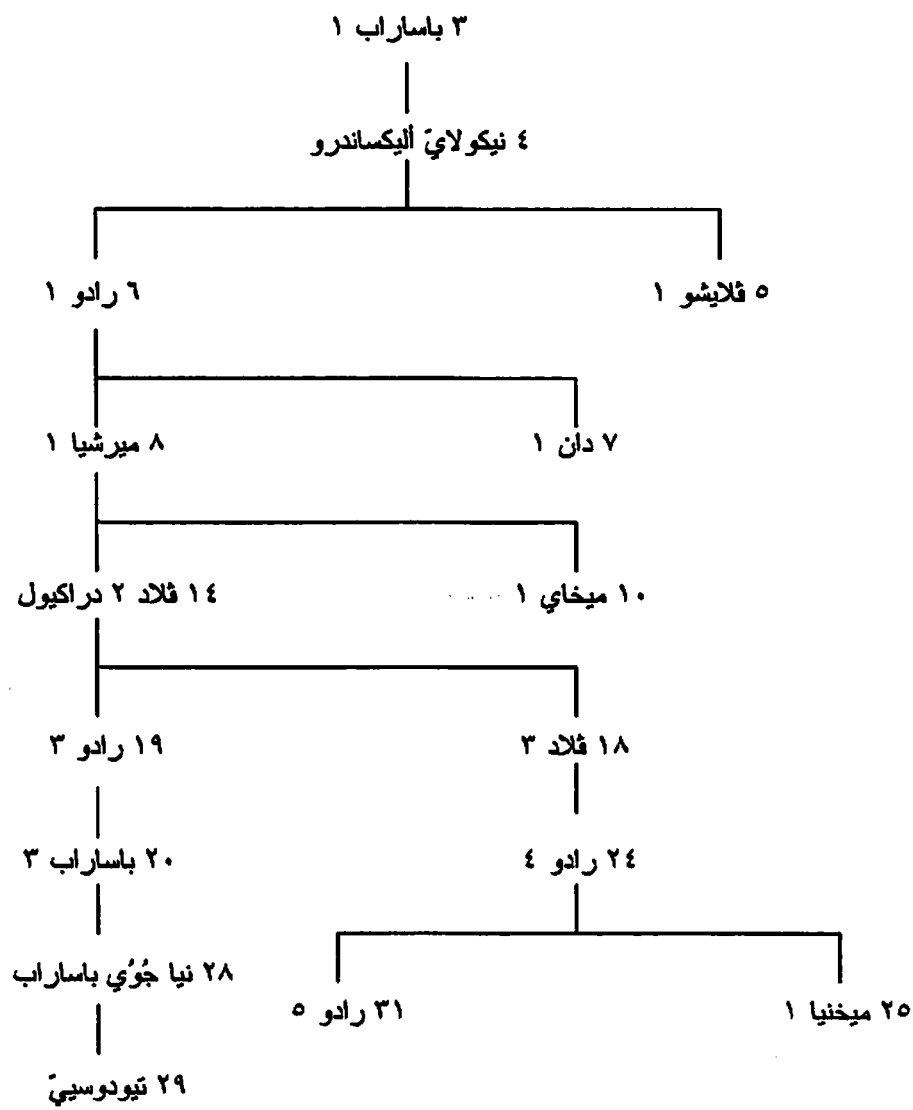 ٣ باساراب ١
٤ نيكولايّ أليكساندرو
٥ ڤلايشو ١
٦ رادو ١
٧ دان ١
٨ ميرشيا ١
١٠ ميخاي ١
١٤ ڤلاد ٢ دراكيول
١٨ ڤلاد ٣
١٩ رادو ٣
٢٤ رادو ٤
٢٠ باساراب ٣
٢٨ نيا جُوُي باساراب
٢٥ ميخنيا ١
٣١ رادو ٥
٢٩ تيودوسييّ